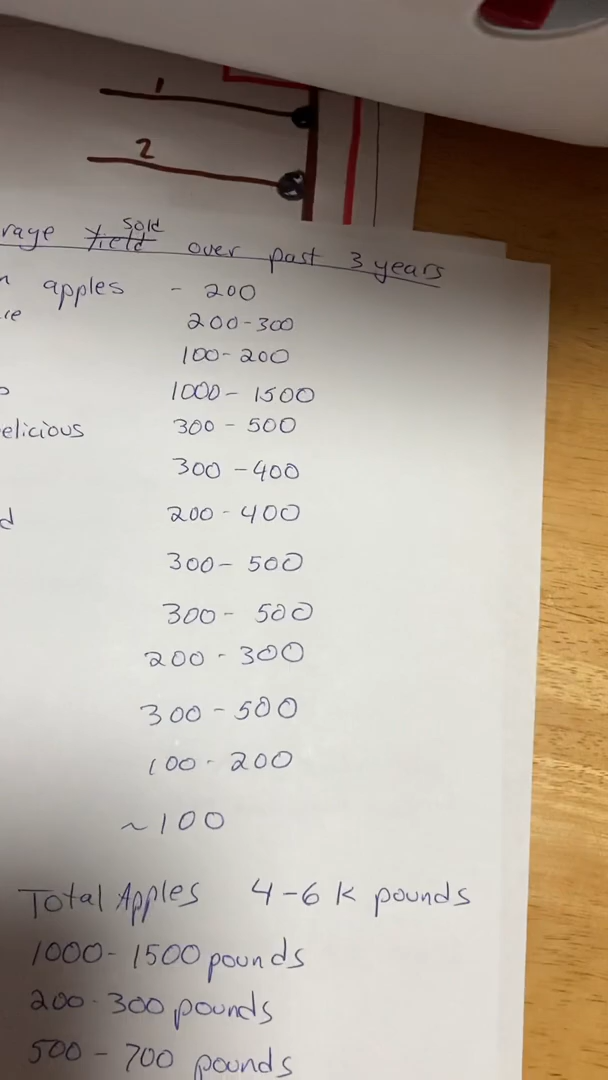 1
2
sold
yield over past 3 years
apples - 200
200-300
100-200
1000-1500
300-500
300-400
200-400
300-500
300-500
200-300
300-500
100-200
~100
Total Apples 4-6 k pounds
1000-1500 pounds
200-300 pounds
500-700 pounds